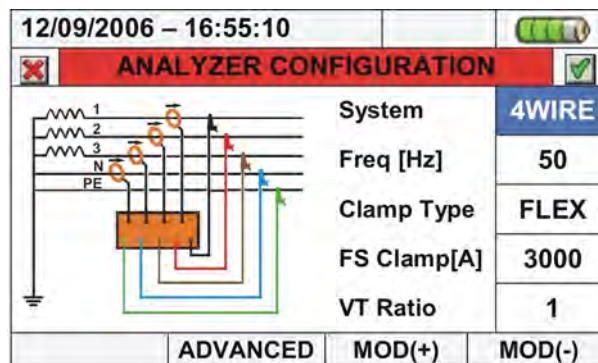 12/09/2006 – 16:55:10
ANALYZER CONFIGURATION
1
2
3
N
PE
System 4WIRE
Freq [Hz] 50
Clamp Type FLEX
FS Clamp[A] 3000
VT Ratio 1
ADVANCED MOD(+) MOD(-)